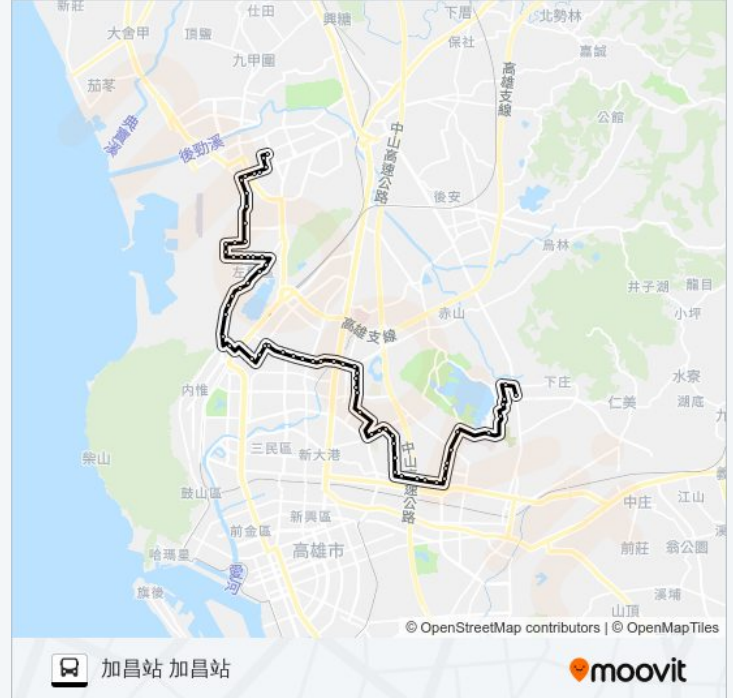 新莊
仕田
興糖
下厝
北勢林
大舍甲
頂鹽
保社
嘉誠
九甲圍
高雄支線
茄苳
公館
典寶溪
中山高速公路
後勁溪
後安
烏林
井子湖
龍目
赤山
小坪
高雄支線
下庄
水寮
內惟
仁美
湖底
九
三民區
新大港
柴山
中山高速公路
義
鼓山區
中庄
江山
新興區
前金區
溪
高雄市
前莊
翁公園
哈瑪星
愛河
旗後
溪埔
山頂
© OpenStreetMap contributors | © OpenMapTiles
加昌站 加昌站
moovit